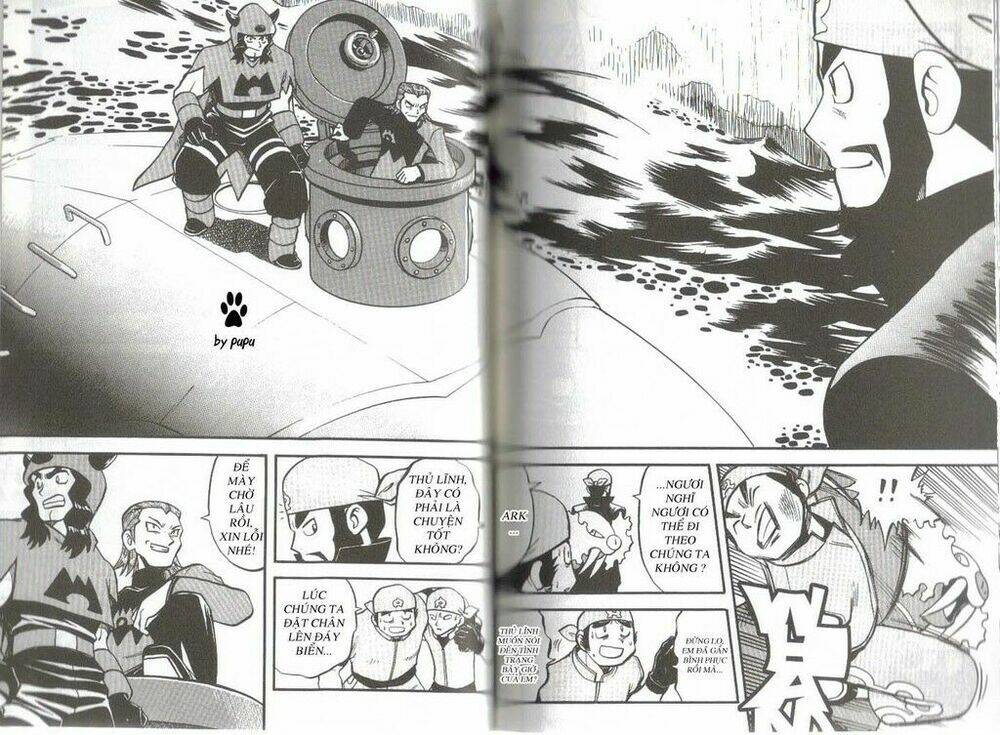 by papu
!!
...NGƯƠI
NGHĨ
NGƯƠI
CÓ THỂ ĐI
THEO
CHÚNG TA
KHÔNG ?
ARK
...
ĐỪNG LO,
EM ĐÃ GẦN
BÌNH PHỤC
RỒI MÀ...
THỦ LĨNH
MUỐN NÓI
ĐẾN TÌNH
TRẠNG
BÂY GIỜ
CỦA EM?
THỦ LĨNH,
ĐÂY CÓ
PHẢI LÀ
CHUYỆN
TỐT
KHÔNG?
LÚC
CHÚNG TA
ĐẶT CHÂN
LÊN ĐÁY
BIỂN...
ĐỂ
MÀY
CHỜ
LÂU
RỒI,
XIN LỖI
NHÉ!